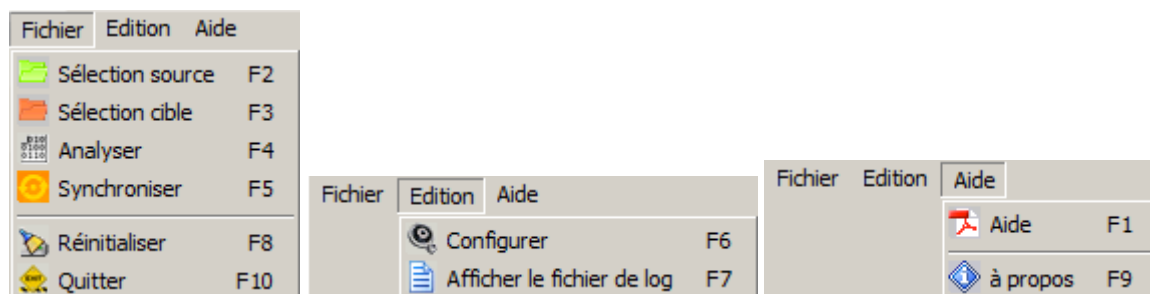 Fichier Edition Aide
Sélection source F2
Sélection cible F3
Analyser F4
Synchroniser F5
Réinitialiser F8
Quitter F10
Fichier Edition Aide
Configurer F6
Afficher le fichier de log F7
Fichier Edition Aide
Aide F1
à propos F9